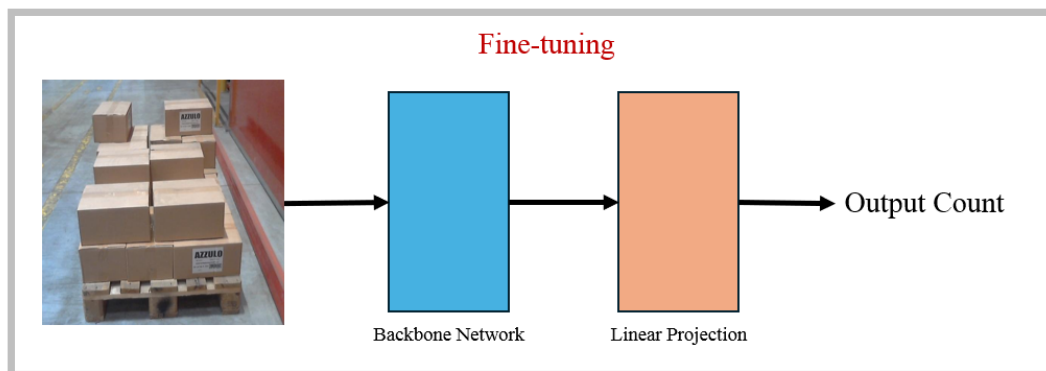 Fine-tuning
AZZULO
AZZULO
Output Count
Backbone Network
Linear Projection